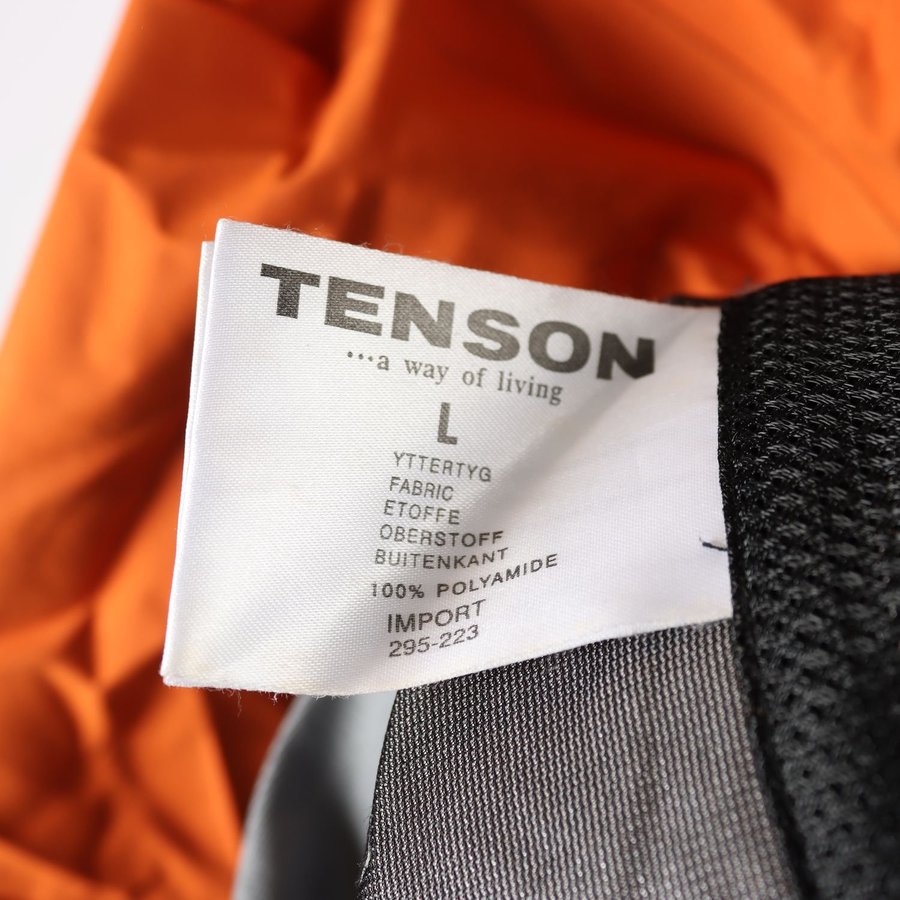 TENSON
...a way of living
L
YTTERTYG
FABRIC
ETOFFE
OBERSTOFF
BUITENKANT
100% POLYAMIDE
IMPORT
295-223